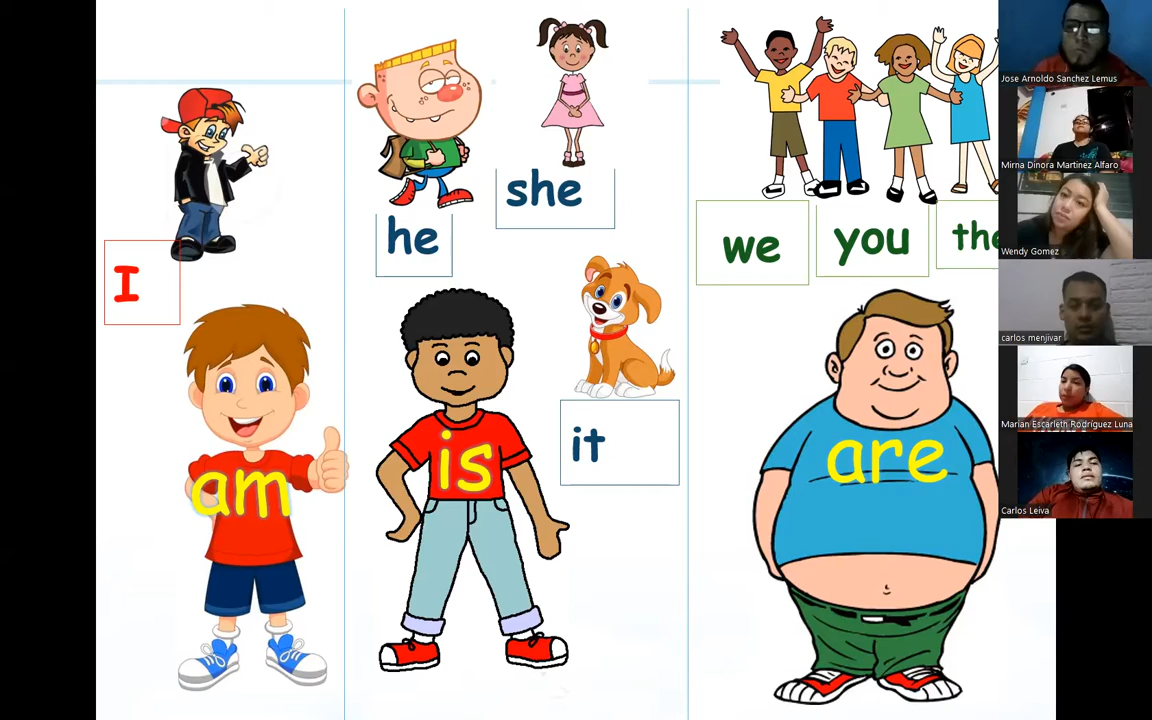 I
am
he
she
is
it
we
you
are
Jose Arnoldo Sanchez Lemus
Mirna Dinora Martinez Alfaro
Wendy Gomez
carlos menjivar
Marian Escarleth Rodríguez Luna
Carlos Leiva